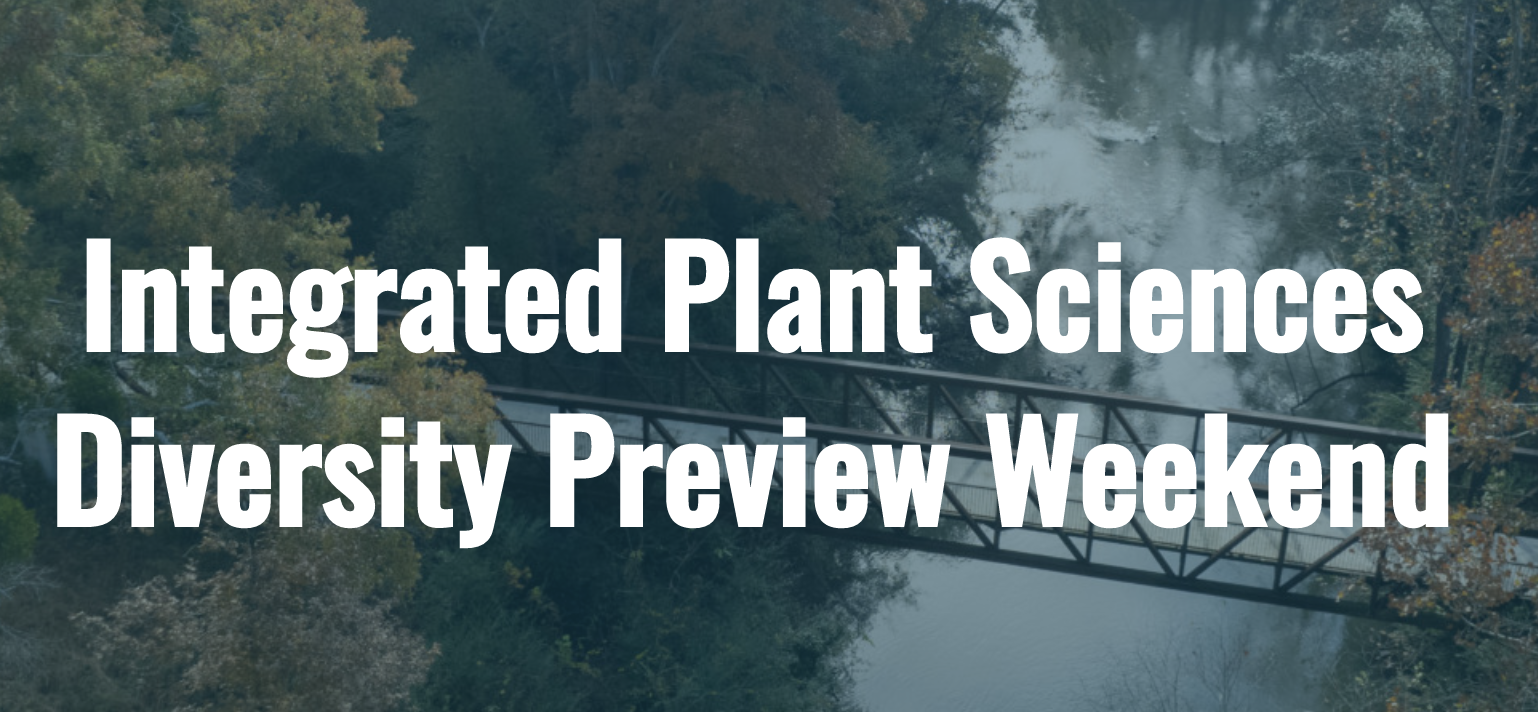 Integrated Plant Sciences
Diversity Preview Weekend